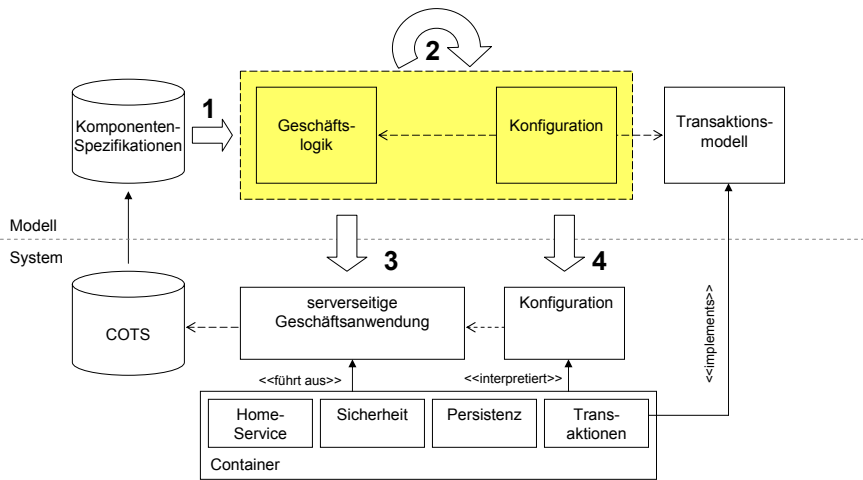 2
1
Komponenten-
Spezifikationen
Geschäfts-
logik
Konfiguration
Transaktions-
modell
Modell
System
3
4
COTS
serverseitige
Geschäftsanwendung
Konfiguration
<<implements>>
<<führt aus>>
<<interpretiert>>
Home-
Service
Sicherheit
Persistenz
Trans-
aktionen
Container